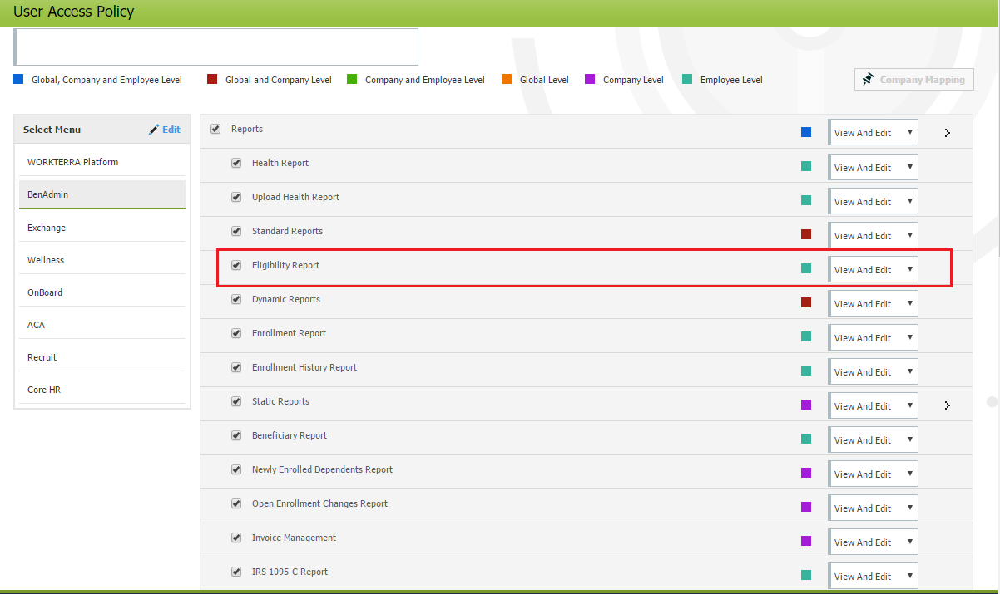 User Access Policy
Global, Company and Employee Level Global and Company Level Company and Employee Level Global Level Company Level Employee Level
Company Mapping
Select Menu Edit
WORKTERRA Platform
BenAdmin
Exchange
Wellness
OnBoard
ACA
Recruit
Core HR
Reports View And Edit
Health Report View And Edit
Upload Health Report View And Edit
Standard Reports View And Edit
Eligibility Report View And Edit
Dynamic Reports View And Edit
Enrollment Report View And Edit
Enrollment History Report View And Edit
Static Reports View And Edit
Beneficiary Report View And Edit
Newly Enrolled Dependents Report View And Edit
Open Enrollment Changes Report View And Edit
Invoice Management View And Edit
IRS 1095-C Report View And Edit